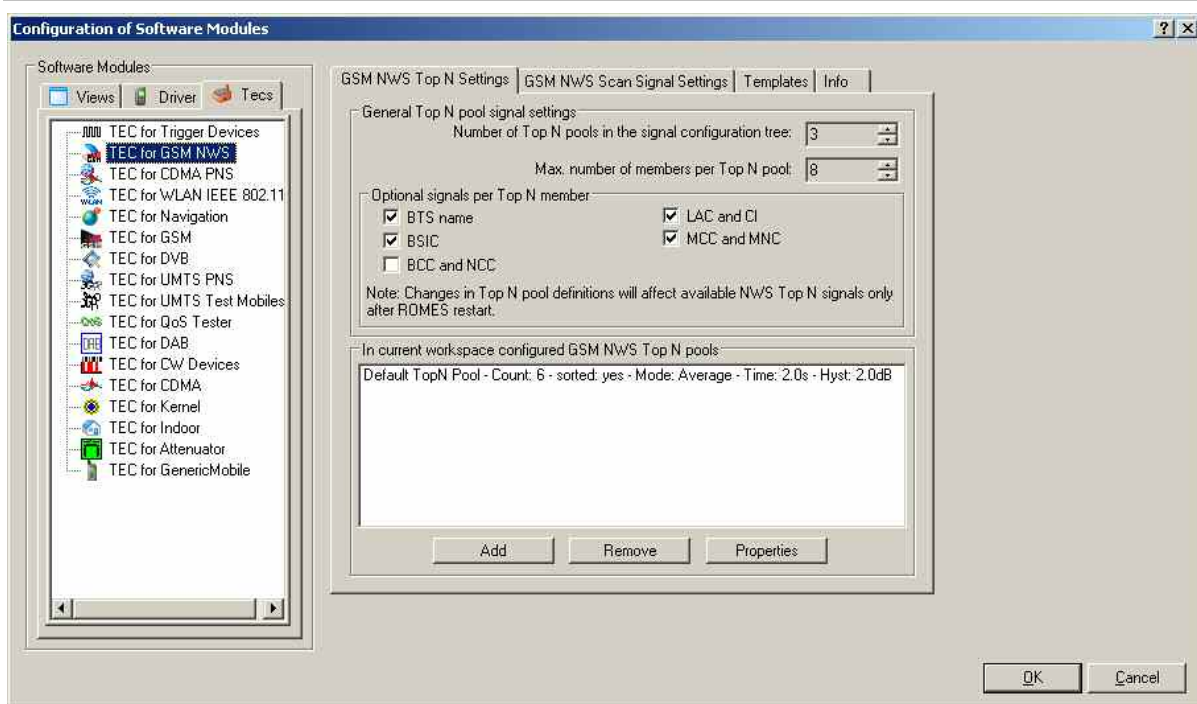 Configuration of Software Modules
Software Modules
Views
Driver
Tecs
TEC for Trigger Devices
TEC for GSM NWS
TEC for CDMA PNS
TEC for WLAN IEEE 802.11
TEC for Navigation
TEC for GSM
TEC for DVB
TEC for UMTS PNS
TEC for UMTS Test Mobiles
TEC for QoS Tester
TEC for DAB
TEC for CW Devices
TEC for CDMA
TEC for Kernel
TEC for Indoor
TEC for Attenuator
TEC for GenericMobile
GSM NWS Top N Settings
GSM NWS Scan Signal Settings
Templates
Info
General Top N pool signal settings
Number of Top N pools in the signal configuration tree: 3
Max. number of members per Top N pool: 8
Optional signals per Top N member
BTS name
LAC and CI
BSIC
MCC and MNC
BCC and NCC
Note: Changes in Top N pool definitions will affect available NWS Top N signals only
after ROMES restart.
In current workspace configured GSM NWS Top N pools
Default TopN Pool - Count: 6 - sorted: yes - Mode: Average - Time: 2.0s - Hyst: 2.0dB
Add
Remove
Properties
OK
Cancel